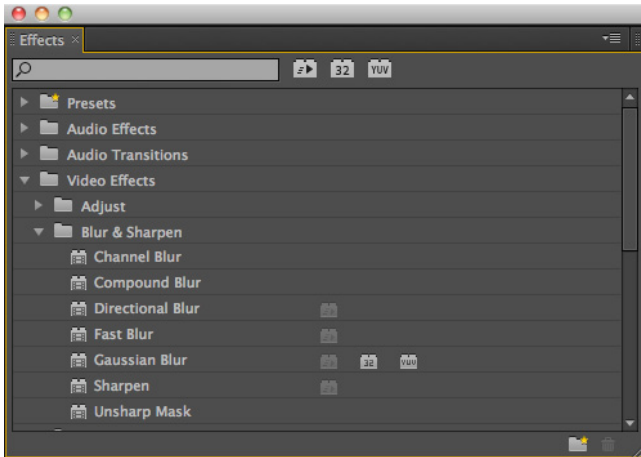 Effects
32 YUV
Presets
Audio Effects
Audio Transitions
Video Effects
Adjust
Blur & Sharpen
Channel Blur
Compound Blur
Directional Blur
Fast Blur
Gaussian Blur 32 YUV
Sharpen
Unsharp Mask